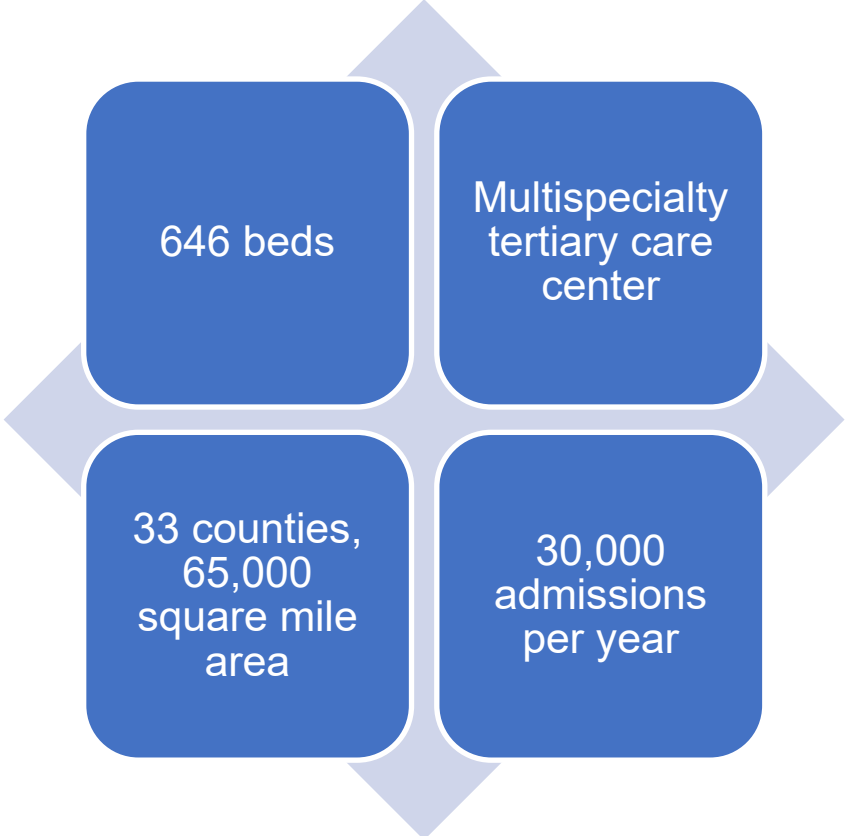 646 beds
Multispecialty
tertiary care
center
33 counties,
65,000
square mile
area
30,000
admissions
per year